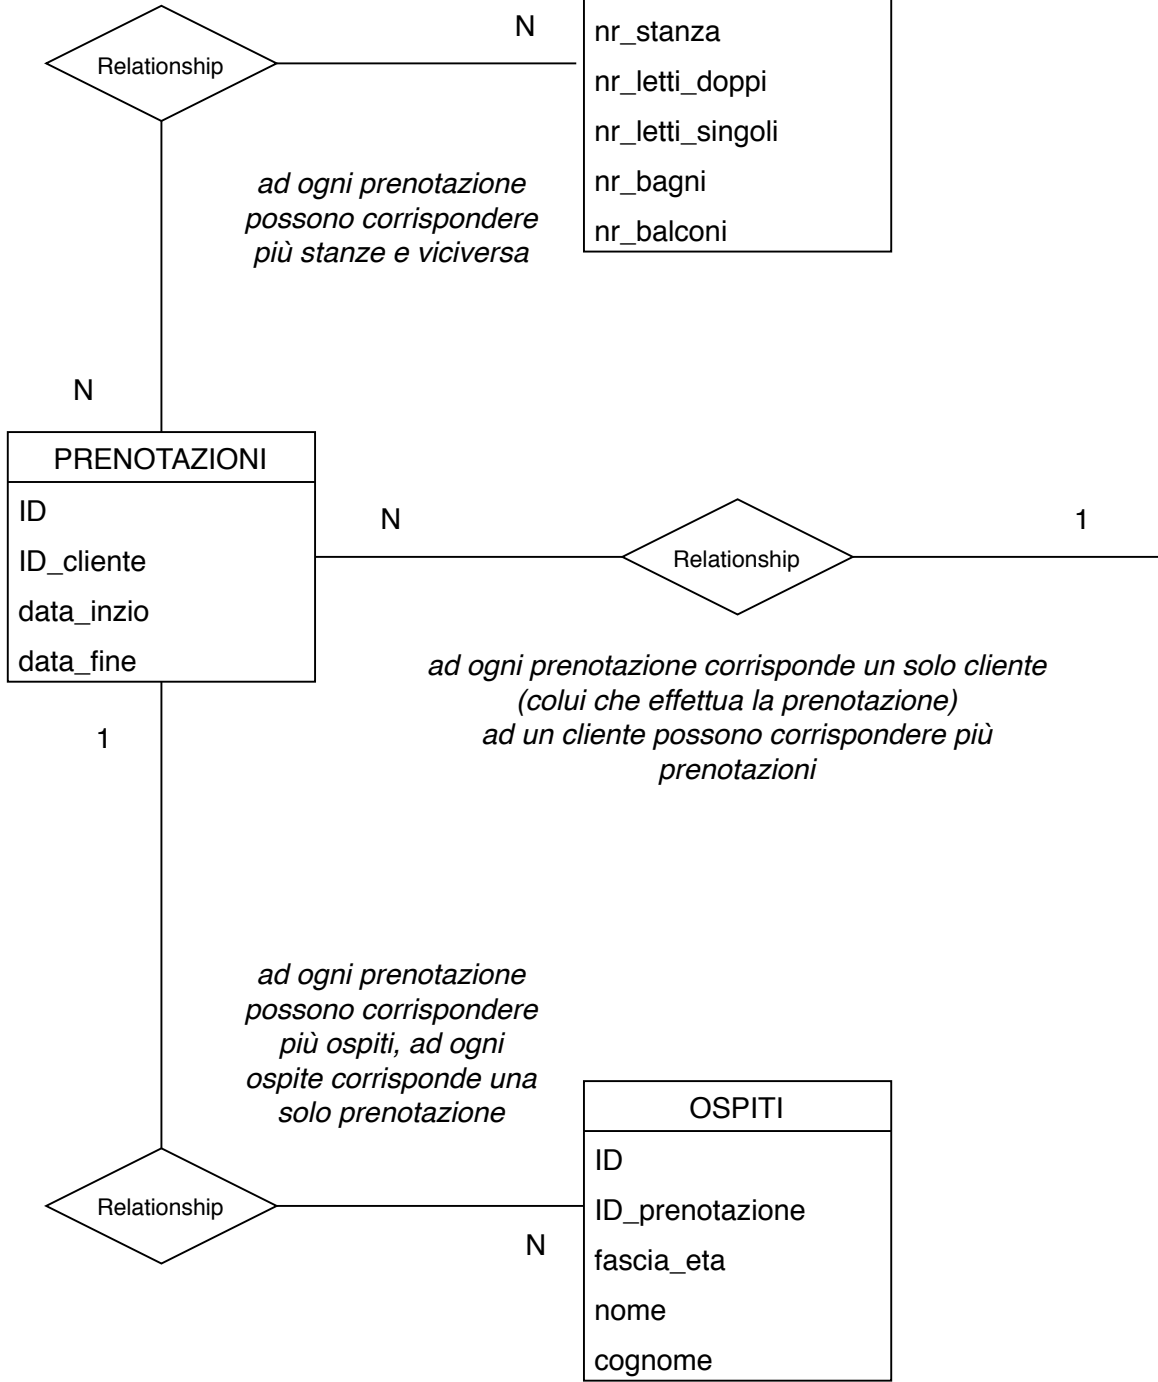 N
nr_stanza
Relationship
nr_letti_doppi
nr_letti_singoli
nr_bagni
nr_balconi
ad ogni prenotazione
possono corrispondere
più stanze e viciversa
N
PRENOTAZIONI
ID
ID_cliente
data_inzio
data_fine
N
Relationship
1
ad ogni prenotazione corrisponde un solo cliente
(colui che effettua la prenotazione)
ad un cliente possono corrispondere più
prenotazioni
1
ad ogni prenotazione
possono corrispondere
più ospiti, ad ogni
ospite corrisponde una
solo prenotazione
Relationship
N
OSPITI
ID
ID_prenotazione
fascia_eta
nome
cognome